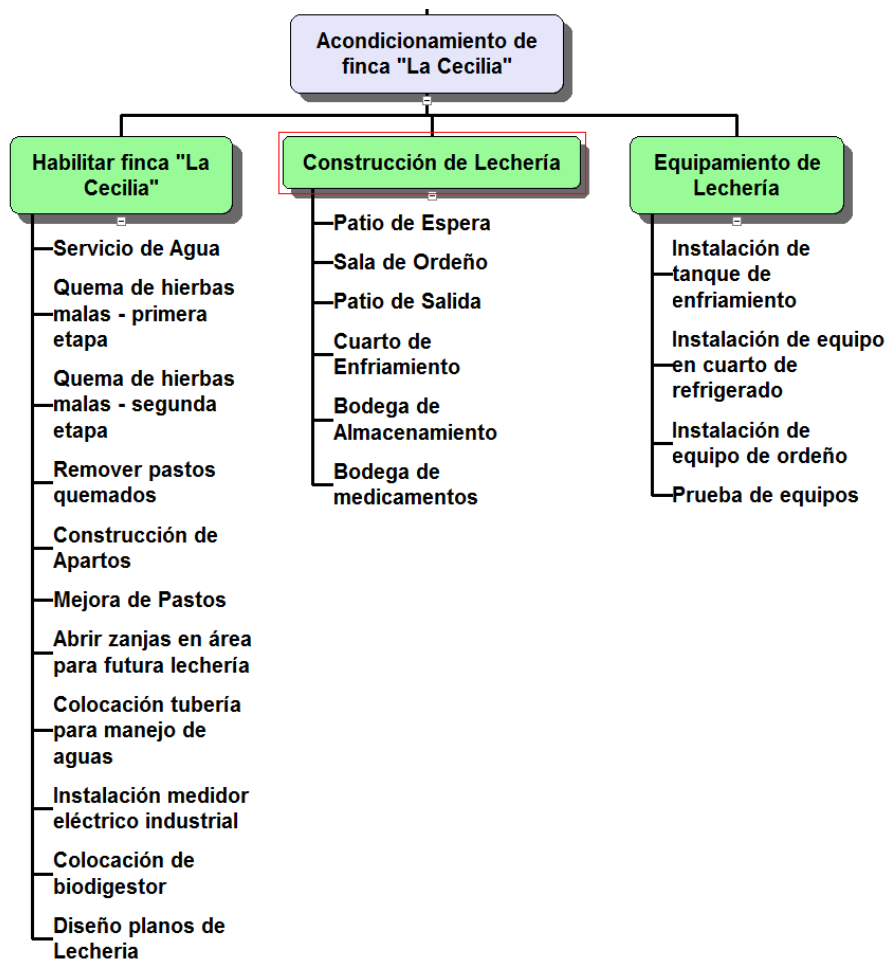 Acondicionamiento de
finca "La Cecilia"
Habilitar finca "La
Cecilia"
Servicio de Agua
Quema de hierbas
malas - primera
etapa
Quema de hierbas
malas - segunda
etapa
Remover pastos
quemados
Construcción de
Apartos
Mejora de Pastos
Abrir zanjas en área
para futura lechería
Colocación tubería
para manejo de
aguas
Instalación medidor
eléctrico industrial
Colocación de
biodigestor
Diseño planos de
Lecheria
Construcción de Lechería
Patio de Espera
Sala de Ordeño
Patio de Salida
Cuarto de
Enfriamiento
Bodega de
Almacenamiento
Bodega de
medicamentos
Equipamiento de
Lechería
Instalación de
tanque de
enfriamiento
Instalación de equipo
en cuarto de
refrigerado
Instalación de
equipo de ordeño
Prueba de equipos